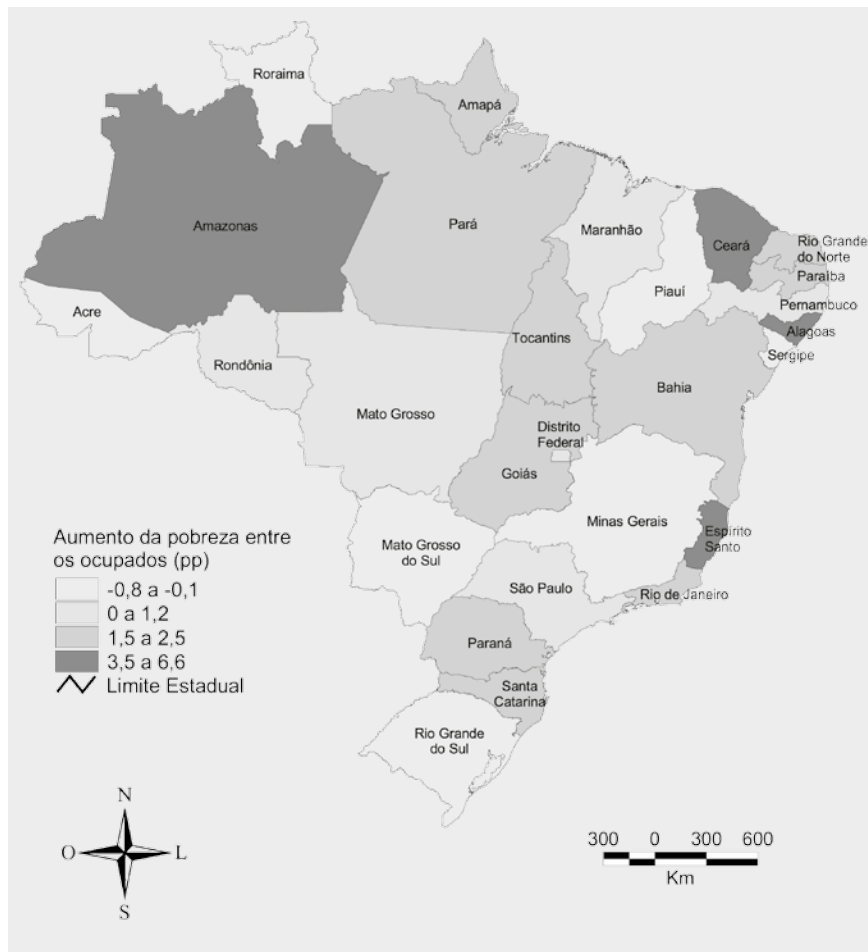 Roraima
Amapá
Amazonas
Pará
Maranhão
Ceará
Rio Grande
do Norte
Paraíba
Piauí
Pernambuco
Acre
Alagoas
Tocantins
Sergipe
Rondônia
Bahia
Mato Grosso
Distrito
Federal
Goiás
Minas Gerais
Espírito
Santo
Mato Grosso
do Sul
São Paulo
Rio de Janeiro
Paraná
Santa
Catarina
Rio Grande
do Sul
Aumento da pobreza entre
os ocupados (pp)
-0,8 a -0,1
0 a 1,2
1,5 a 2,5
3,5 a 6,6
Limite Estadual
N
O L
S
300 0 300 600
Km